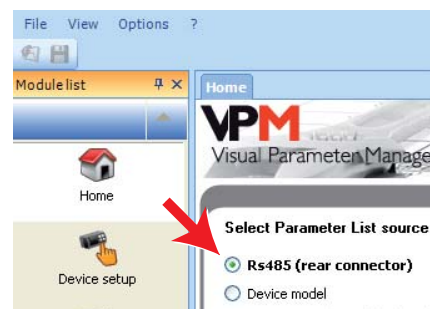 File View Options ?
Module list
Home
VPM
Visual Parameter Manage
Home
Select Parameter List source
Rs485 (rear connector)
Device setup
Device model